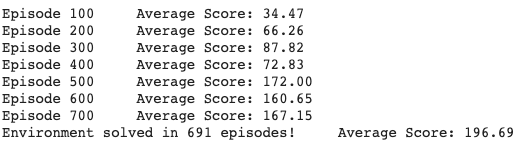 Episode 100     Average Score: 34.47
Episode 200     Average Score: 66.26
Episode 300     Average Score: 87.82
Episode 400     Average Score: 72.83
Episode 500     Average Score: 172.00
Episode 600     Average Score: 160.65
Episode 700     Average Score: 167.15
Environment solved in 691 episodes!     Average Score: 196.69